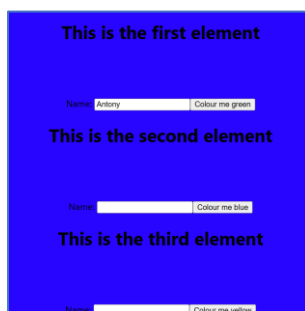 This is the first element
Name: Antony Colour me green
This is the second element
Name: Colour me blue
This is the third element
Name: Colour me yellow